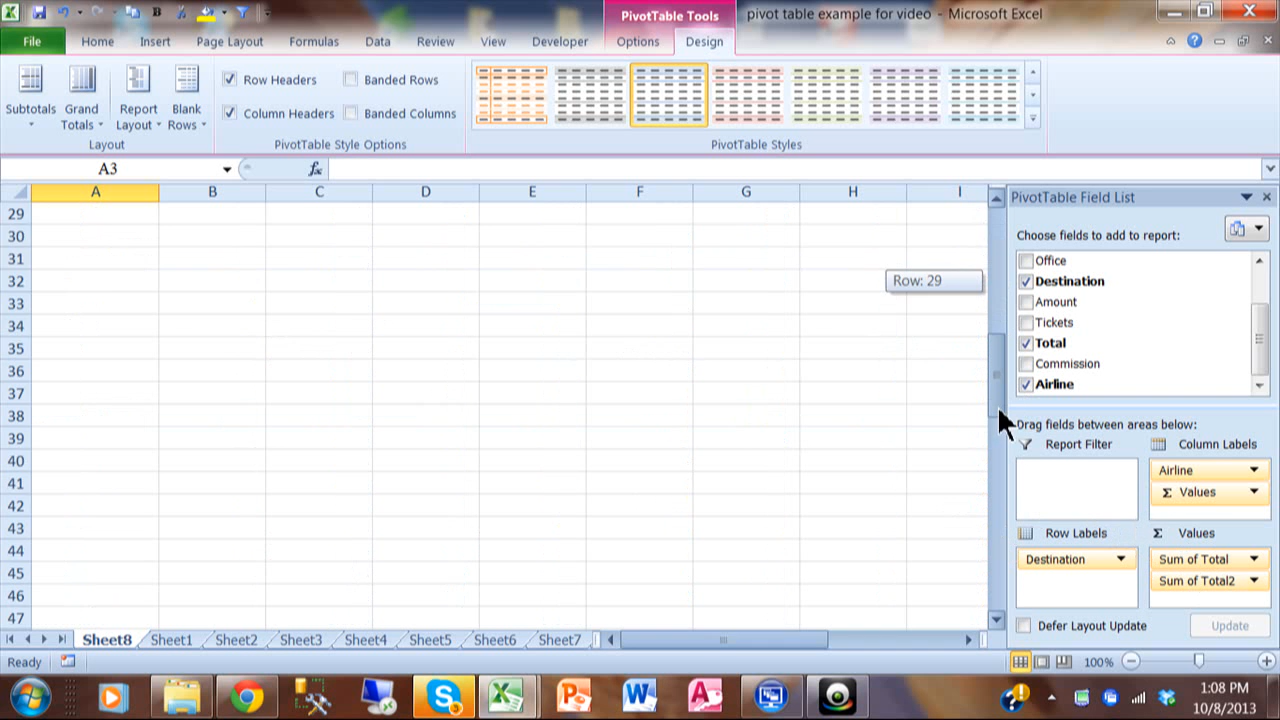 PivotTable Tools
pivot table example for video - Microsoft Excel
File Home Insert Page Layout Formulas Data Review View Developer Options Design
Subtotals Grand Totals Report Layout Blank Rows
Row Headers Banded Rows
Column Headers Banded Columns
Layout PivotTable Style Options PivotTable Styles
A3 fx
A B C D E F G H I
29
30
31
32
33
34
35
36
37
38
39
40
41
42
43
44
45
46
47
Row: 29
PivotTable Field List
Choose fields to add to report:
Office
Destination
Amount
Tickets
Total
Commission
Airline
Drag fields between areas below:
Report Filter Column Labels
Airline
Σ Values
Row Labels Σ Values
Destination Sum of Total
Sum of Total2
Defer Layout Update Update
Sheet8 Sheet1 Sheet2 Sheet3 Sheet4 Sheet5 Sheet6 Sheet7
Ready 100%
1:08 PM
10/8/2013